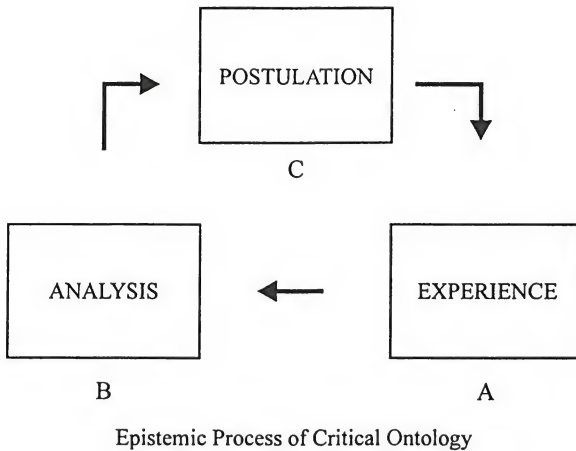 POSTULATION
C
ANALYSIS
EXPERIENCE
B
A
Epistemic Process of Critical Ontology